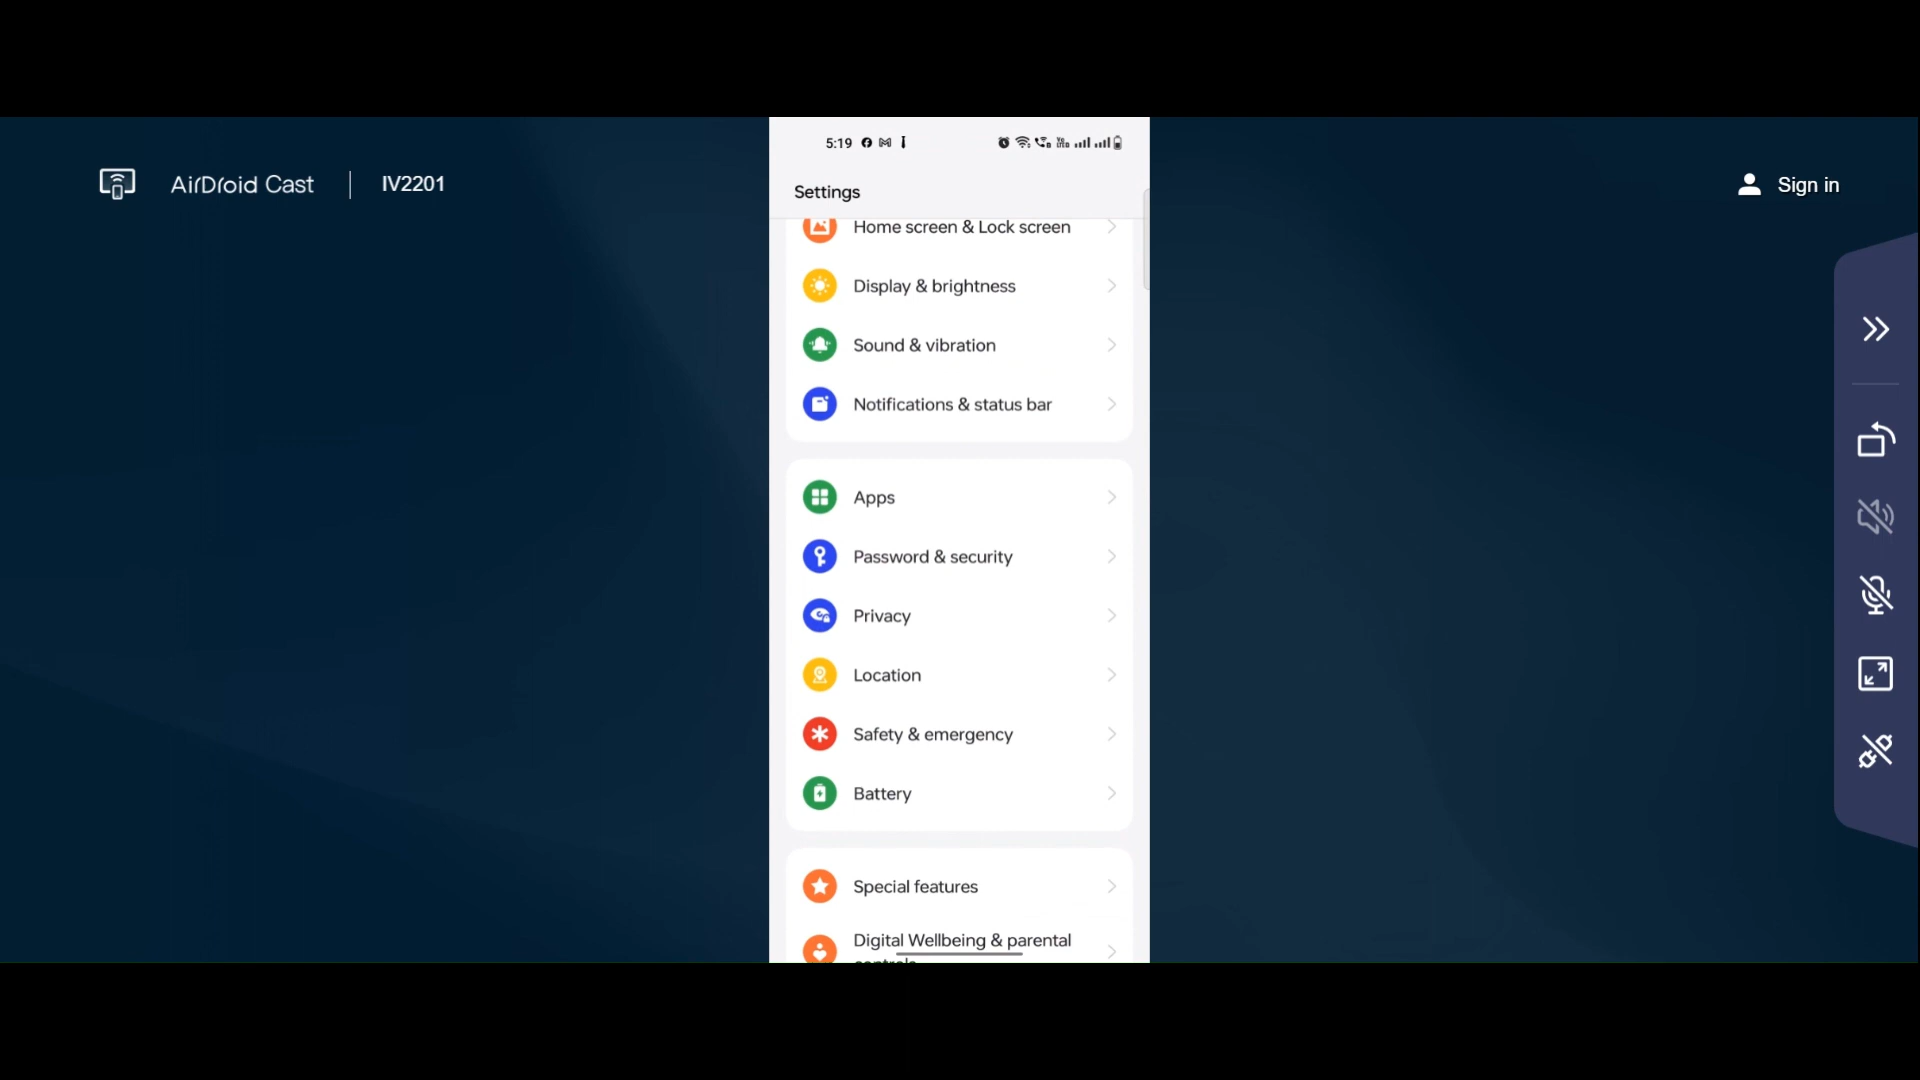 5:19
AirDroid Cast | IV2201
Sign in
Settings
Home screen & Lock screen
Display & brightness
Sound & vibration
Notifications & status bar
Apps
Password & security
Privacy
Location
Safety & emergency
Battery
Special features
Digital Wellbeing & parental
controls